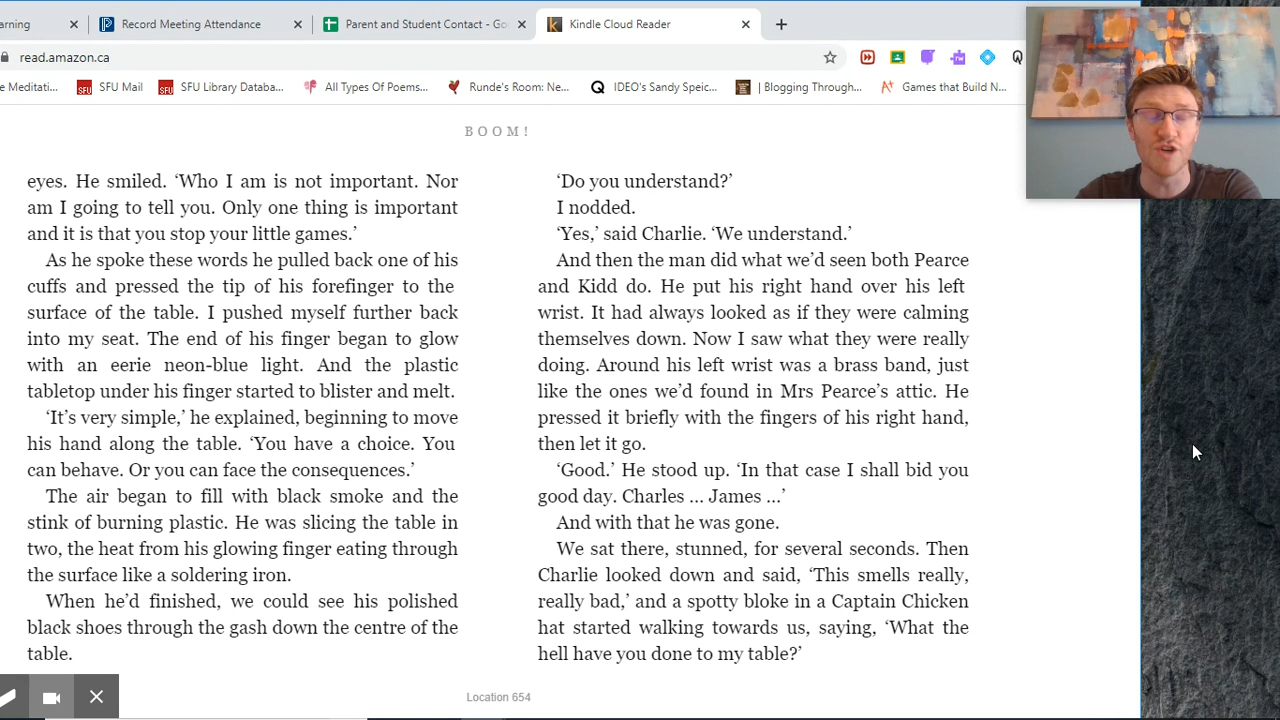 arning
Record Meeting Attendance
Parent and Student Contact - Go
Kindle Cloud Reader
read.amazon.ca
e Meditati...
SFU Mail
SFU Library Databa...
All Types Of Poems...
Runde's Room: Ne...
IDEO's Sandy Speic...
| Blogging Through...
Games that Build N...
BOOM!
eyes. He smiled. ‘Who I am is not important. Nor
am I going to tell you. Only one thing is important
and it is that you stop your little games.’
As he spoke these words he pulled back one of his
cuffs and pressed the tip of his forefinger to the
surface of the table. I pushed myself further back
into my seat. The end of his finger began to glow
with an eerie neon-blue light. And the plastic
tabletop under his finger started to blister and melt.
‘It’s very simple,’ he explained, beginning to move
his hand along the table. ‘You have a choice. You
can behave. Or you can face the consequences.’
The air began to fill with black smoke and the
stink of burning plastic. He was slicing the table in
two, the heat from his glowing finger eating through
the surface like a soldering iron.
When he’d finished, we could see his polished
black shoes through the gash down the centre of the
table.
‘Do you understand?’
I nodded.
‘Yes,’ said Charlie. ‘We understand.’
And then the man did what we’d seen both Pearce
and Kidd do. He put his right hand over his left
wrist. It had always looked as if they were calming
themselves down. Now I saw what they were really
doing. Around his left wrist was a brass band, just
like the ones we’d found in Mrs Pearce’s attic. He
pressed it briefly with the fingers of his right hand,
then let it go.
‘Good.’ He stood up. ‘In that case I shall bid you
good day. Charles ... James ...’
And with that he was gone.
We sat there, stunned, for several seconds. Then
Charlie looked down and said, ‘This smells really,
really bad,’ and a spotty bloke in a Captain Chicken
hat started walking towards us, saying, ‘What the
hell have you done to my table?’
Location 654